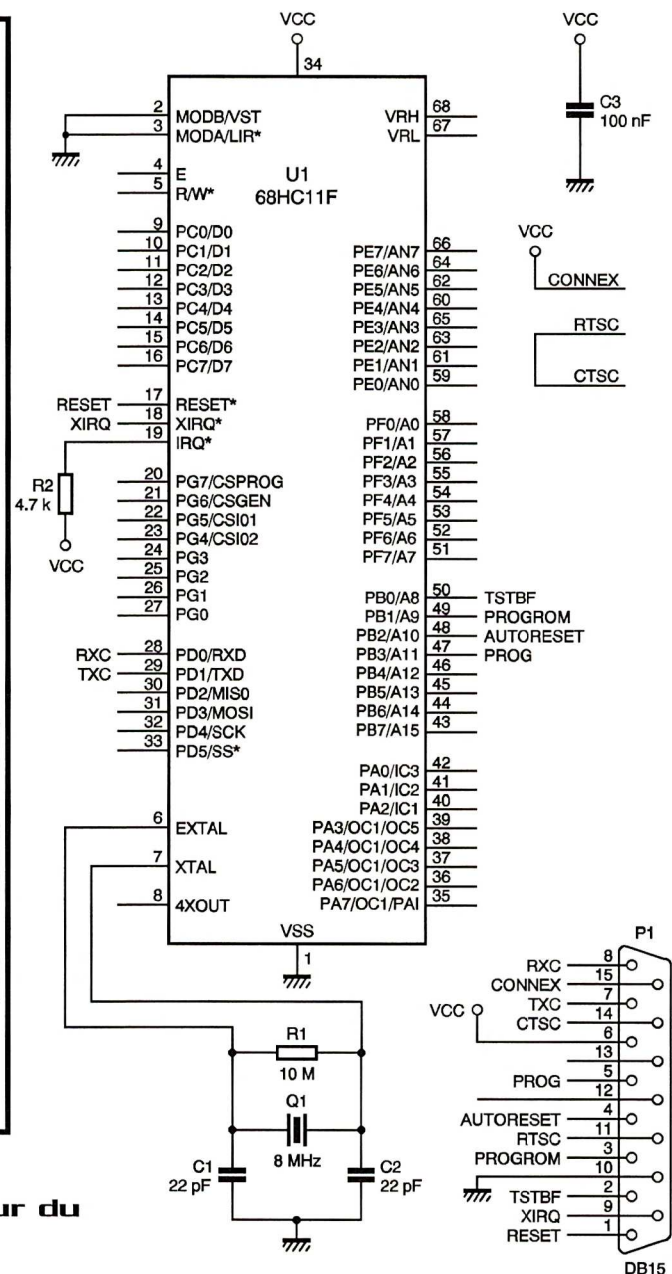 VCC
34
2 MODB/VST
3 MODA/LIR*
4 E
5 R/W*
U1
68HC11F
9 PC0/D0
10 PC1/D1
11 PC2/D2
12 PC3/D3
13 PC4/D4
14 PC5/D5
15 PC6/D6
16 PC7/D7
RESET 17 RESET*
XIRQ 18 XIRQ*
19 IRQ*
R2
4.7 k
VCC
20 PG7/CSPROG
21 PG6/CSGEN
22 PG5/CSI01
23 PG4/CSI02
24 PG3
25 PG2
26 PG1
27 PG0
RXC 28 PD0/RXD
TXC 29 PD1/TXD
30 PD2/MIS0
31 PD3/MOSI
32 PD4/SCK
33 PD5/SS*
6 EXTAL
7 XTAL
8 4XOUT
VSS
1
VRH 68
VRL 67
PE7/AN7 66
PE6/AN6 64
PE5/AN5 62
PE4/AN4 60
PE3/AN3 65
PE2/AN2 63
PE1/AN1 61
PE0/AN0 59
PF0/A0 58
PF1/A1 57
PF2/A2 56
PF3/A3 55
PF4/A4 54
PF5/A5 53
PF6/A6 52
PF7/A7 51
PB0/A8 50 TSTBF
PB1/A9 49 PROGROM
PB2/A10 48 AUTORESET
PB3/A11 47 PROG
PB4/A12 46
PB5/A13 45
PB6/A14 44
PB7/A15 43
PA0/IC3 42
PA1/IC2 41
PA2/IC1 40
PA3/OC1/OC5 39
PA4/OC1/OC4 38
PA5/OC1/OC3 37
PA6/OC1/OC2 36
PA7/OC1/PAI 35
VCC
C3
100 nF
VCC
CONNEX
RTSC
CTSC
R1
10 M
Q1
8 MHz
C1
22 pF
C2
22 pF
P1
RXC 8
CONNEX 15
TXC 7
CTSC 14
VCC 6
13
PROG 5
12
AUTORESET 4
RTSC 11
PROGROM 3
10
TSTBF 2
XIRQ 9
RESET 1
DB15
ur du